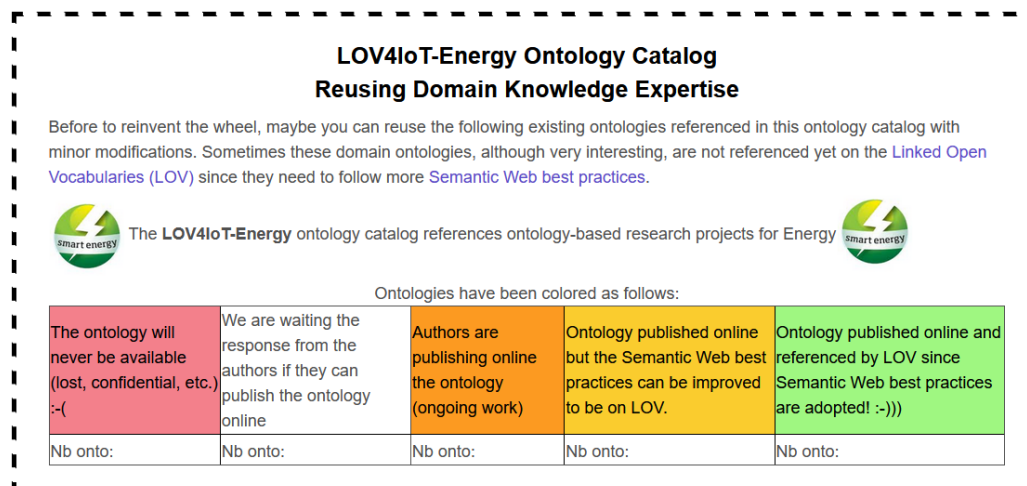 LOV4IoT-Energy Ontology Catalog
Reusing Domain Knowledge Expertise
Before to reinvent the wheel, maybe you can reuse the following existing ontologies referenced in this ontology catalog with
minor modifications. Sometimes these domain ontologies, although very interesting, are not referenced yet on the Linked Open
Vocabularies (LOV) since they need to follow more Semantic Web best practices.
smart energy The LOV4IoT-Energy ontology catalog references ontology-based research projects for Energy smart energy
Ontologies have been colored as follows:
The ontology will
never be available
(lost, confidential, etc.)
:-(
We are waiting the
response from the
authors if they can
publish the ontology
online
Authors are
publishing online
the ontology
(ongoing work)
Ontology published online
but the Semantic Web best
practices can be improved
to be on LOV.
Ontology published online and
referenced by LOV since
Semantic Web best practices
are adopted! :-)))
Nb onto:
Nb onto:
Nb onto:
Nb onto:
Nb onto: